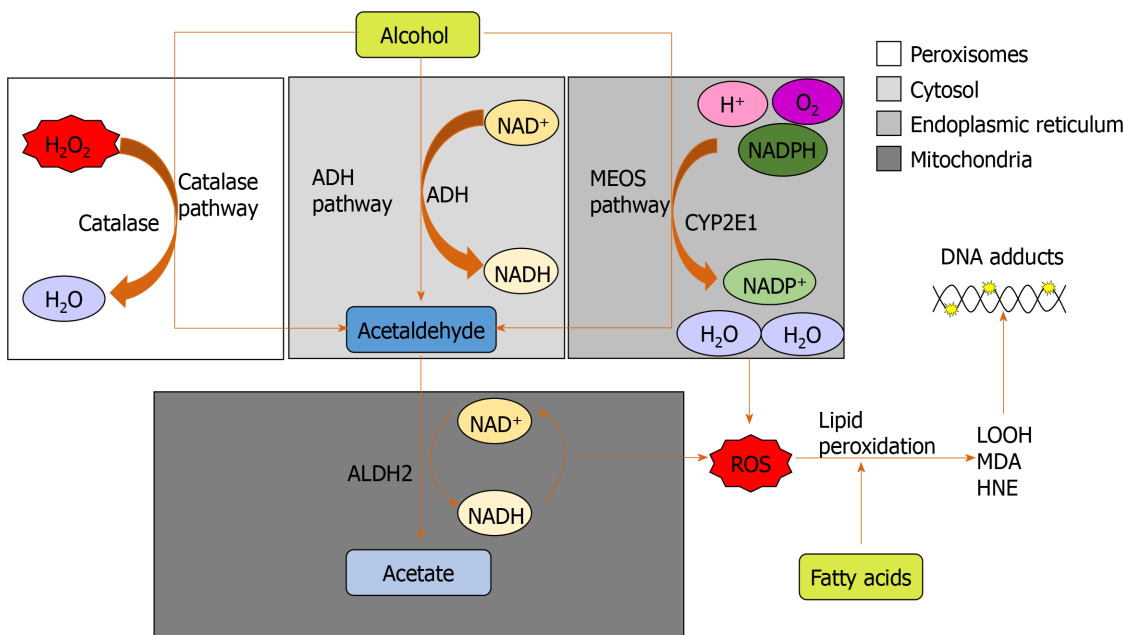 Alcohol
Peroxisomes
Cytosol
Endoplasmic reticulum
Mitochondria
H₂O₂
Catalase
pathway
Catalase
H₂O
NAD⁺
ADH
pathway
ADH
NADH
H⁺
O₂
NADPH
MEOS
pathway
CYP2E1
NADP⁺
H₂O
H₂O
Acetaldehyde
DNA adducts
NAD⁺
ALDH2
NADH
Acetate
ROS
Lipid
peroxidation
LOOH
MDA
HNE
Fatty acids